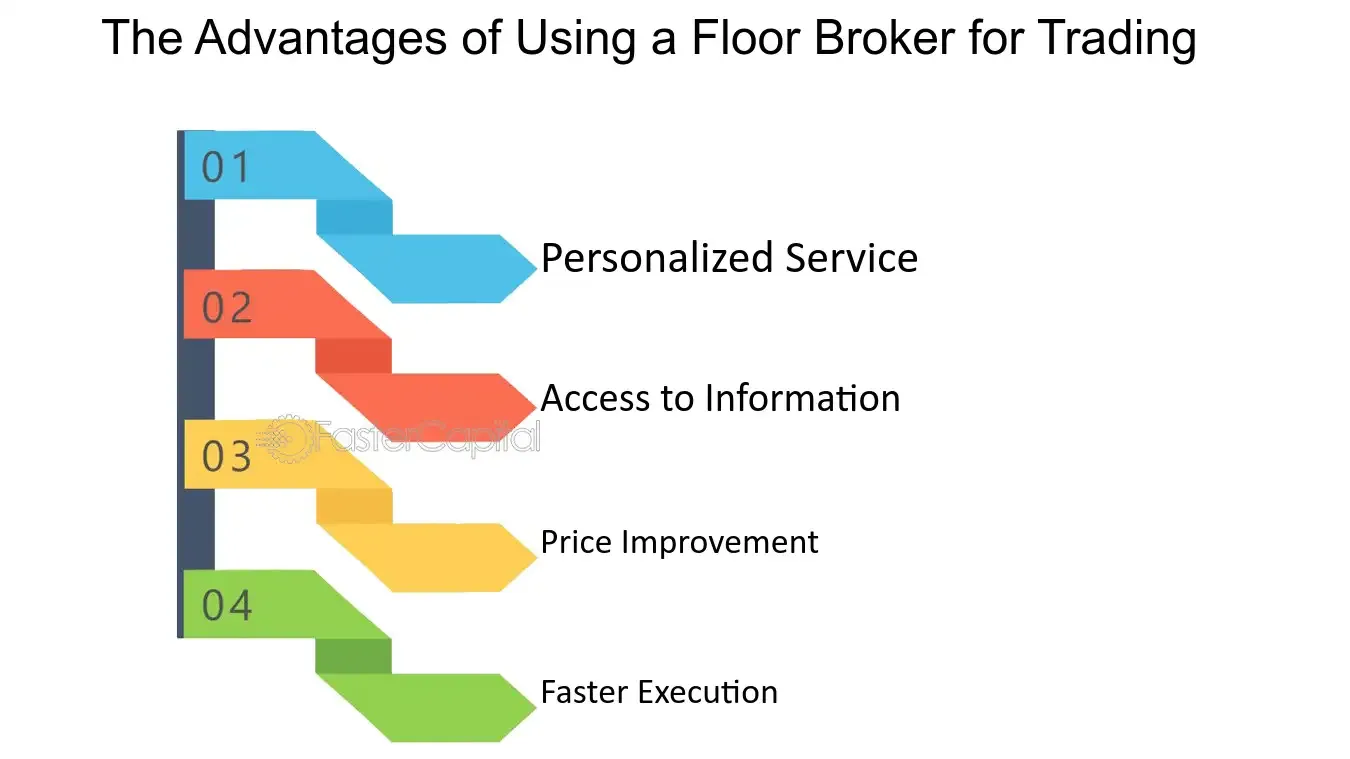 The Advantages of Using a Floor Broker for Trading
01
Personalized Service
02
Access to Information
FasterCapital
03
Price Improvement
04
Faster Execution